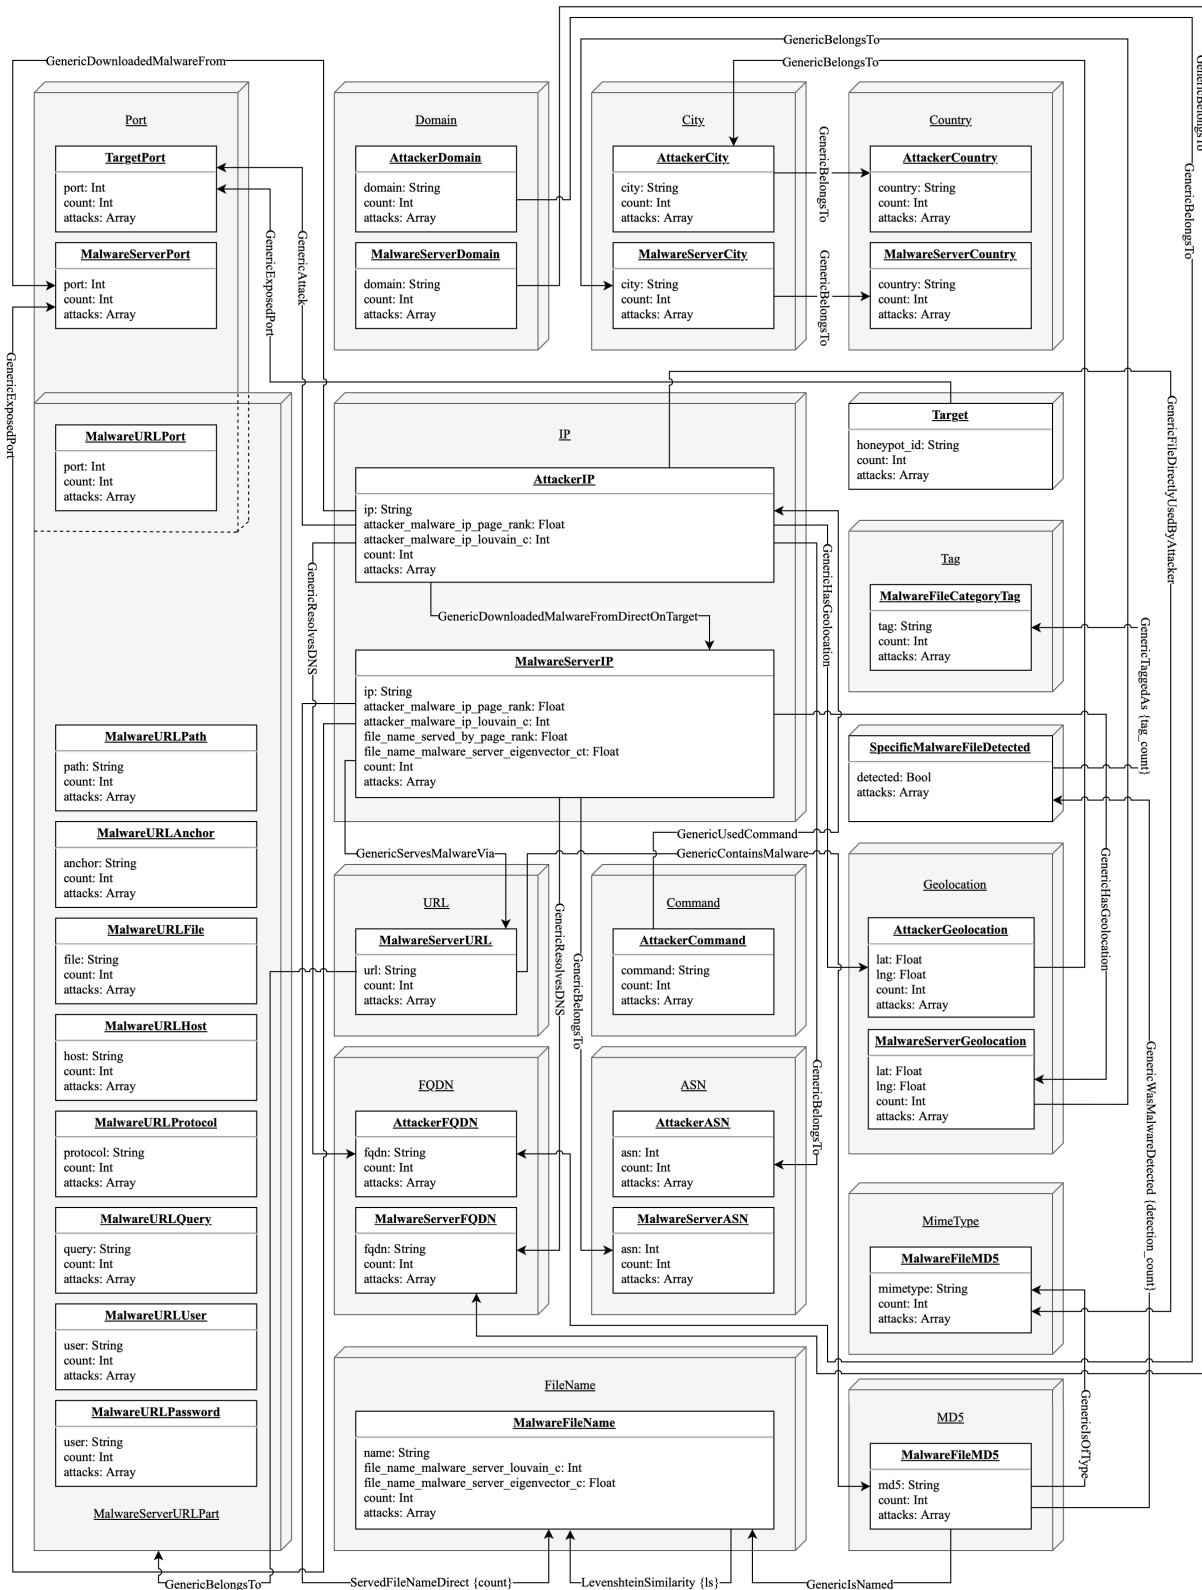 GenericBelongsTo
GenericBelongsTo
GenericDownloadedMalwareFrom
GenericBelongsTo
GenericBelongsTo
Port
TargetPort
port: Int
count: Int
attacks: Array
MalwareServerPort
port: Int
count: Int
attacks: Array
Domain
AttackerDomain
domain: String
count: Int
attacks: Array
MalwareServerDomain
domain: String
count: Int
attacks: Array
City
AttackerCity
city: String
count: Int
attacks: Array
MalwareServerCity
city: String
count: Int
attacks: Array
GenericBelongsTo
GenericBelongsTo
Country
AttackerCountry
country: String
count: Int
attacks: Array
MalwareServerCountry
country: String
count: Int
attacks: Array
GenericAttack
GenericExposedPort
GenericExposedPort
MalwareURLPort
port: Int
count: Int
attacks: Array
IP
AttackerIP
ip: String
attacker_malware_ip_page_rank: Float
attacker_malware_ip_louvain_c: Int
count: Int
attacks: Array
GenericDownloadedMalwareFromDirectOnTarget
MalwareServerIP
ip: String
attacker_malware_ip_page_rank: Float
attacker_malware_ip_louvain_c: Int
file_name_served_by_page_rank: Float
file_name_malware_server_eigenvector_ct: Float
count: Int
attacks: Array
Target
honeypot_id: String
count: Int
attacks: Array
GenericFileDirectlyUsedByAttacker
GenericResolvesDNS
GenericHasGeolocation
Tag
MalwareFileCategoryTag
tag: String
count: Int
attacks: Array
GenericTaggedAs {tag_count}
SpecificMalwareFileDetected
detected: Bool
attacks: Array
MalwareURLPath
path: String
count: Int
attacks: Array
MalwareURLAnchor
anchor: String
count: Int
attacks: Array
MalwareURLFile
file: String
count: Int
attacks: Array
MalwareURLHost
host: String
count: Int
attacks: Array
MalwareURLProtocol
protocol: String
count: Int
attacks: Array
MalwareURLQuery
query: String
count: Int
attacks: Array
MalwareURLUser
user: String
count: Int
attacks: Array
MalwareURLPassword
user: String
count: Int
attacks: Array
MalwareServerURLPart
GenericUsedCommand
GenericServesMalwareVia
GenericContainsMalware
URL
MalwareServerURL
url: String
count: Int
attacks: Array
GenericResolvesDNS
GenericBelongsTo
Command
AttackerCommand
command: String
count: Int
attacks: Array
Geolocation
AttackerGeolocation
lat: Float
lng: Float
count: Int
attacks: Array
MalwareServerGeolocation
lat: Float
lng: Float
count: Int
attacks: Array
GenericHasGeolocation
GenericBelongsTo
GenericWasMalwareDetected {detection_count}
FQDN
AttackerFQDN
fqdn: String
count: Int
attacks: Array
MalwareServerFQDN
fqdn: String
count: Int
attacks: Array
ASN
AttackerASN
asn: Int
count: Int
attacks: Array
MalwareServerASN
asn: Int
count: Int
attacks: Array
MimeType
MalwareFileMD5
mimetype: String
count: Int
attacks: Array
FileName
MalwareFileName
name: String
file_name_malware_server_louvain_c: Int
file_name_malware_server_eigenvector_c: Float
count: Int
attacks: Array
GenericIsOfType
MD5
MalwareFileMD5
md5: String
count: Int
attacks: Array
GenericBelongsTo
ServedFileNameDirect {count}
LevenshteinSimilarity {ls}
GenericIsNamed